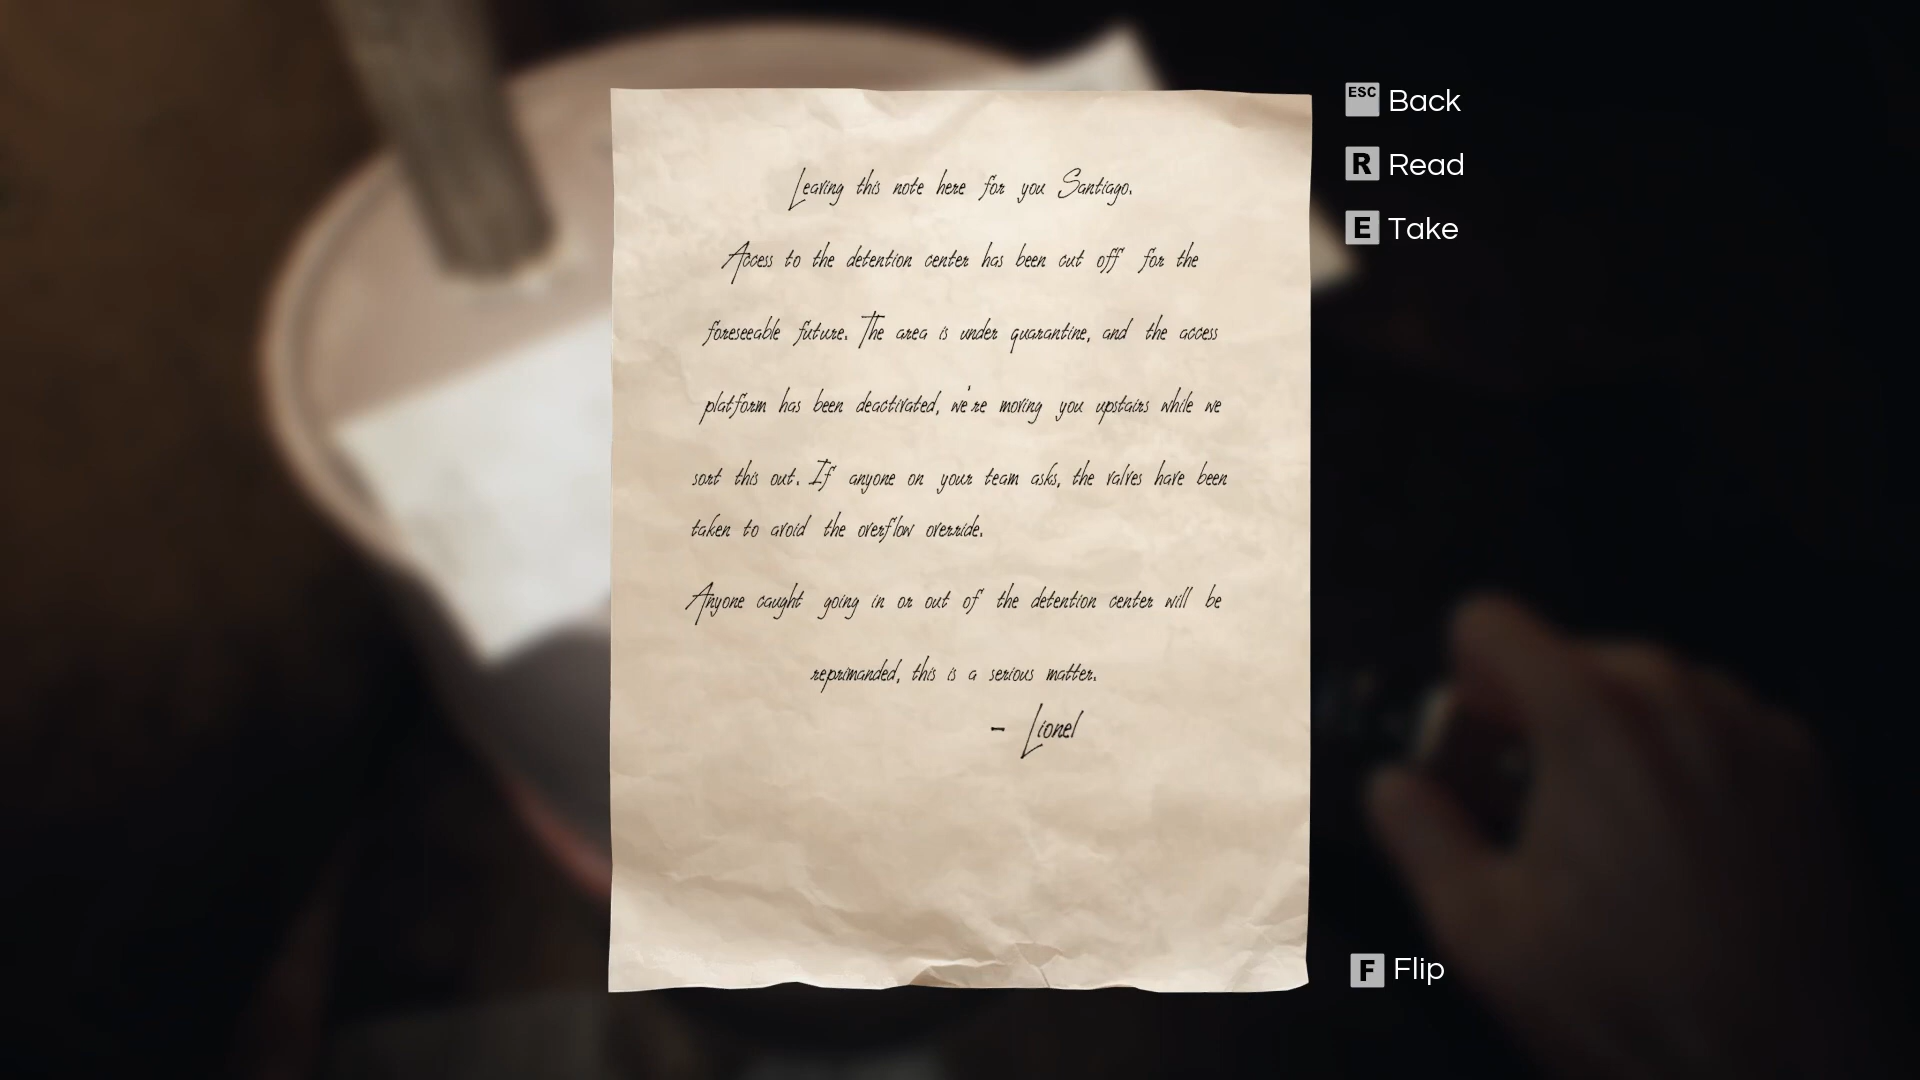 Leaving this note here for you Santiago.
Access to the detention center has been cut off for the
foreseeable future. The area is under quarantine, and the access
platform has been deactivated, we're moving you upstairs while we
sort this out. If anyone on your team asks, the valves have been
taken to avoid the overflow override.
Anyone caught going in or out of the detention center will be
reprimanded, this is a serious matter.
- Lionel
ESC Back
R Read
E Take
F Flip